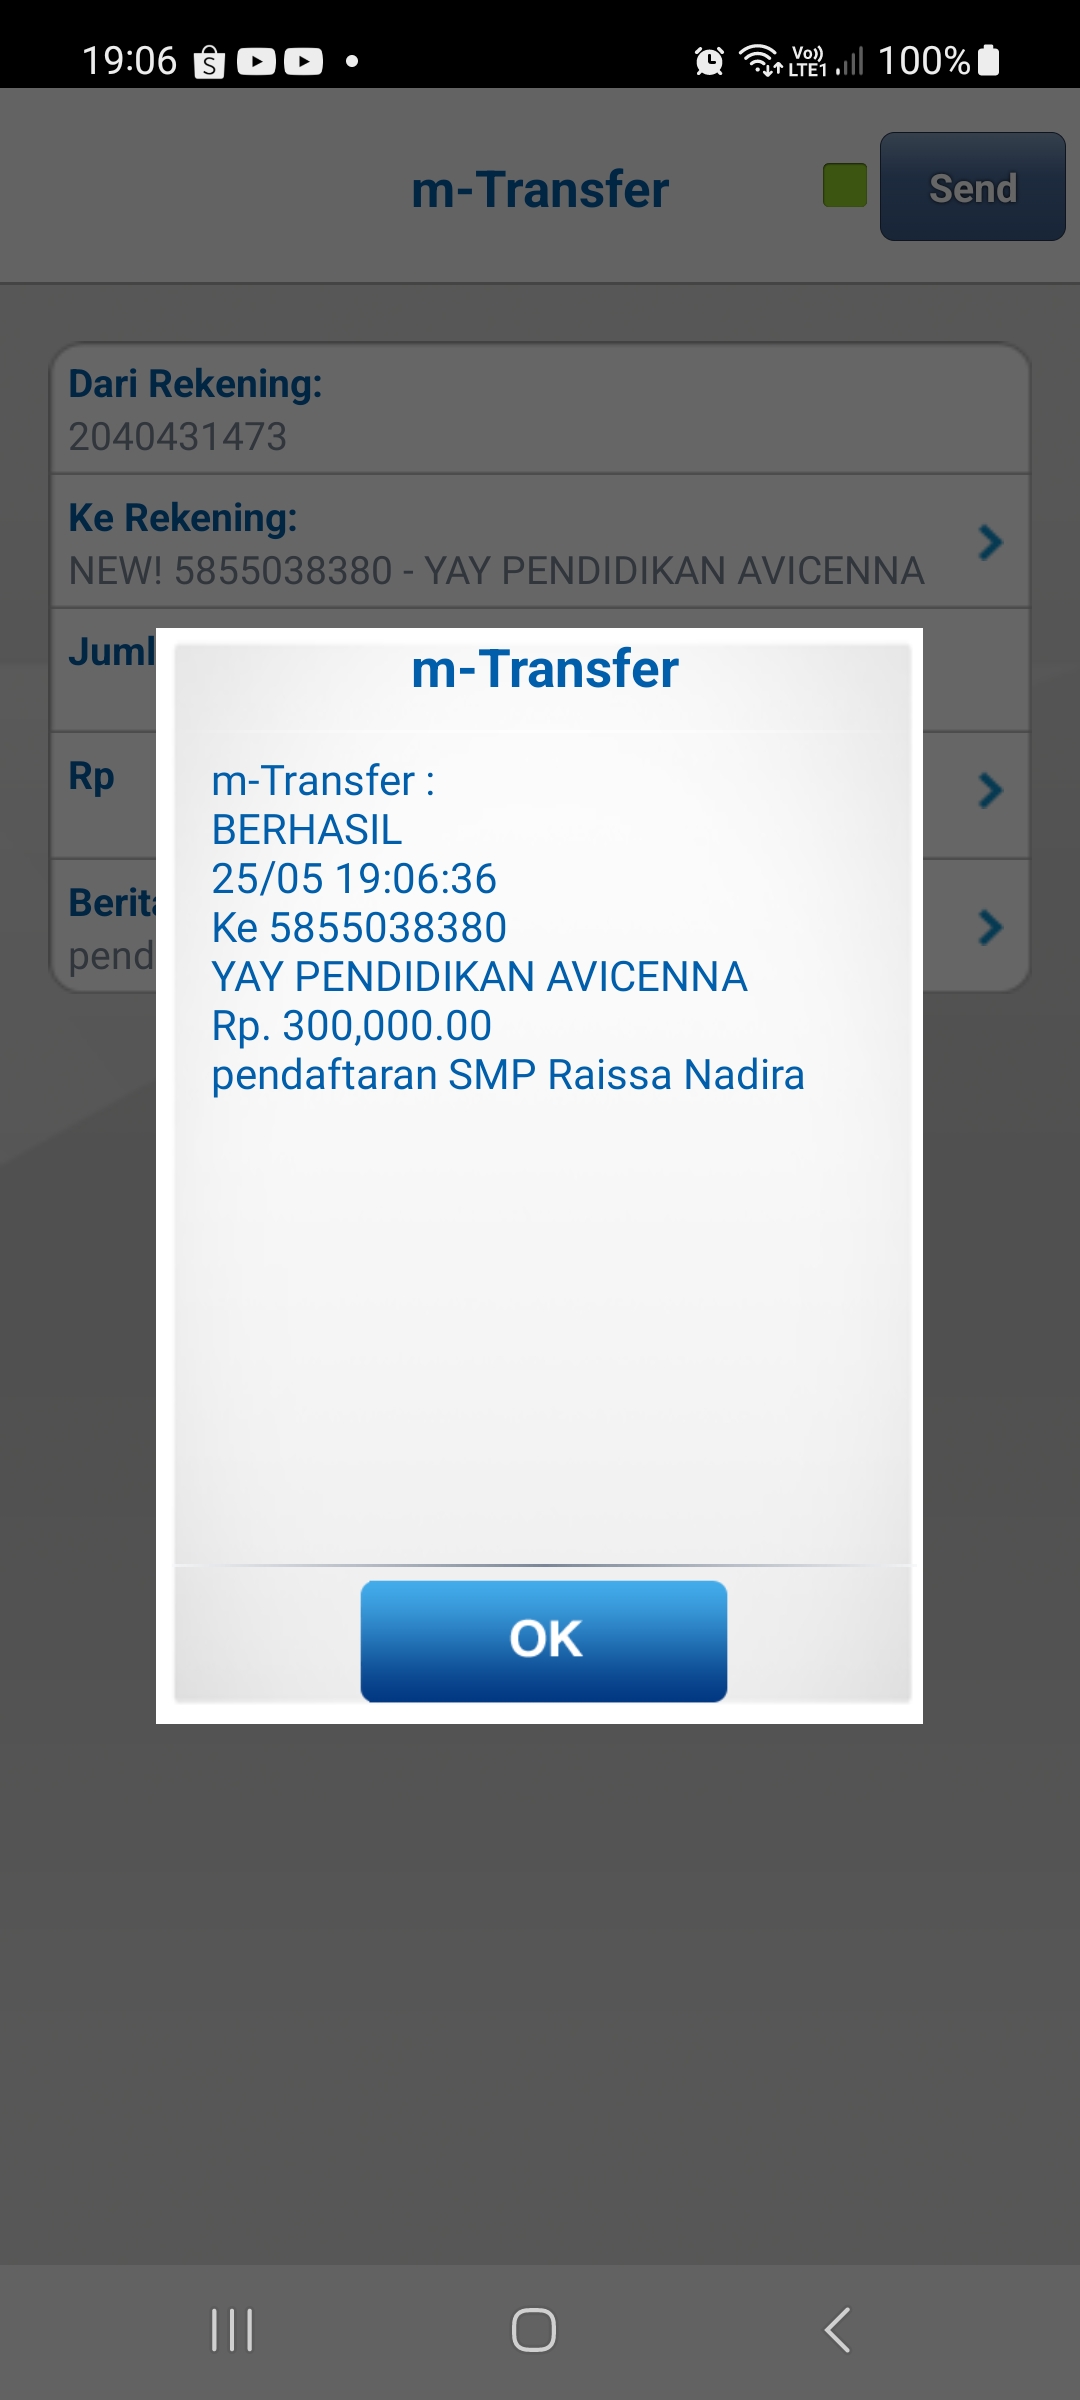 19:06
Vo)) LTE1 100%
m-Transfer
Send
Dari Rekening:
2040431473
Ke Rekening:
NEW! 5855038380 - YAY PENDIDIKAN AVICENNA
Juml
Rp
Berita
pend
m-Transfer
m-Transfer :
BERHASIL
25/05 19:06:36
Ke 5855038380
YAY PENDIDIKAN AVICENNA
Rp. 300,000.00
pendaftaran SMP Raissa Nadira
OK